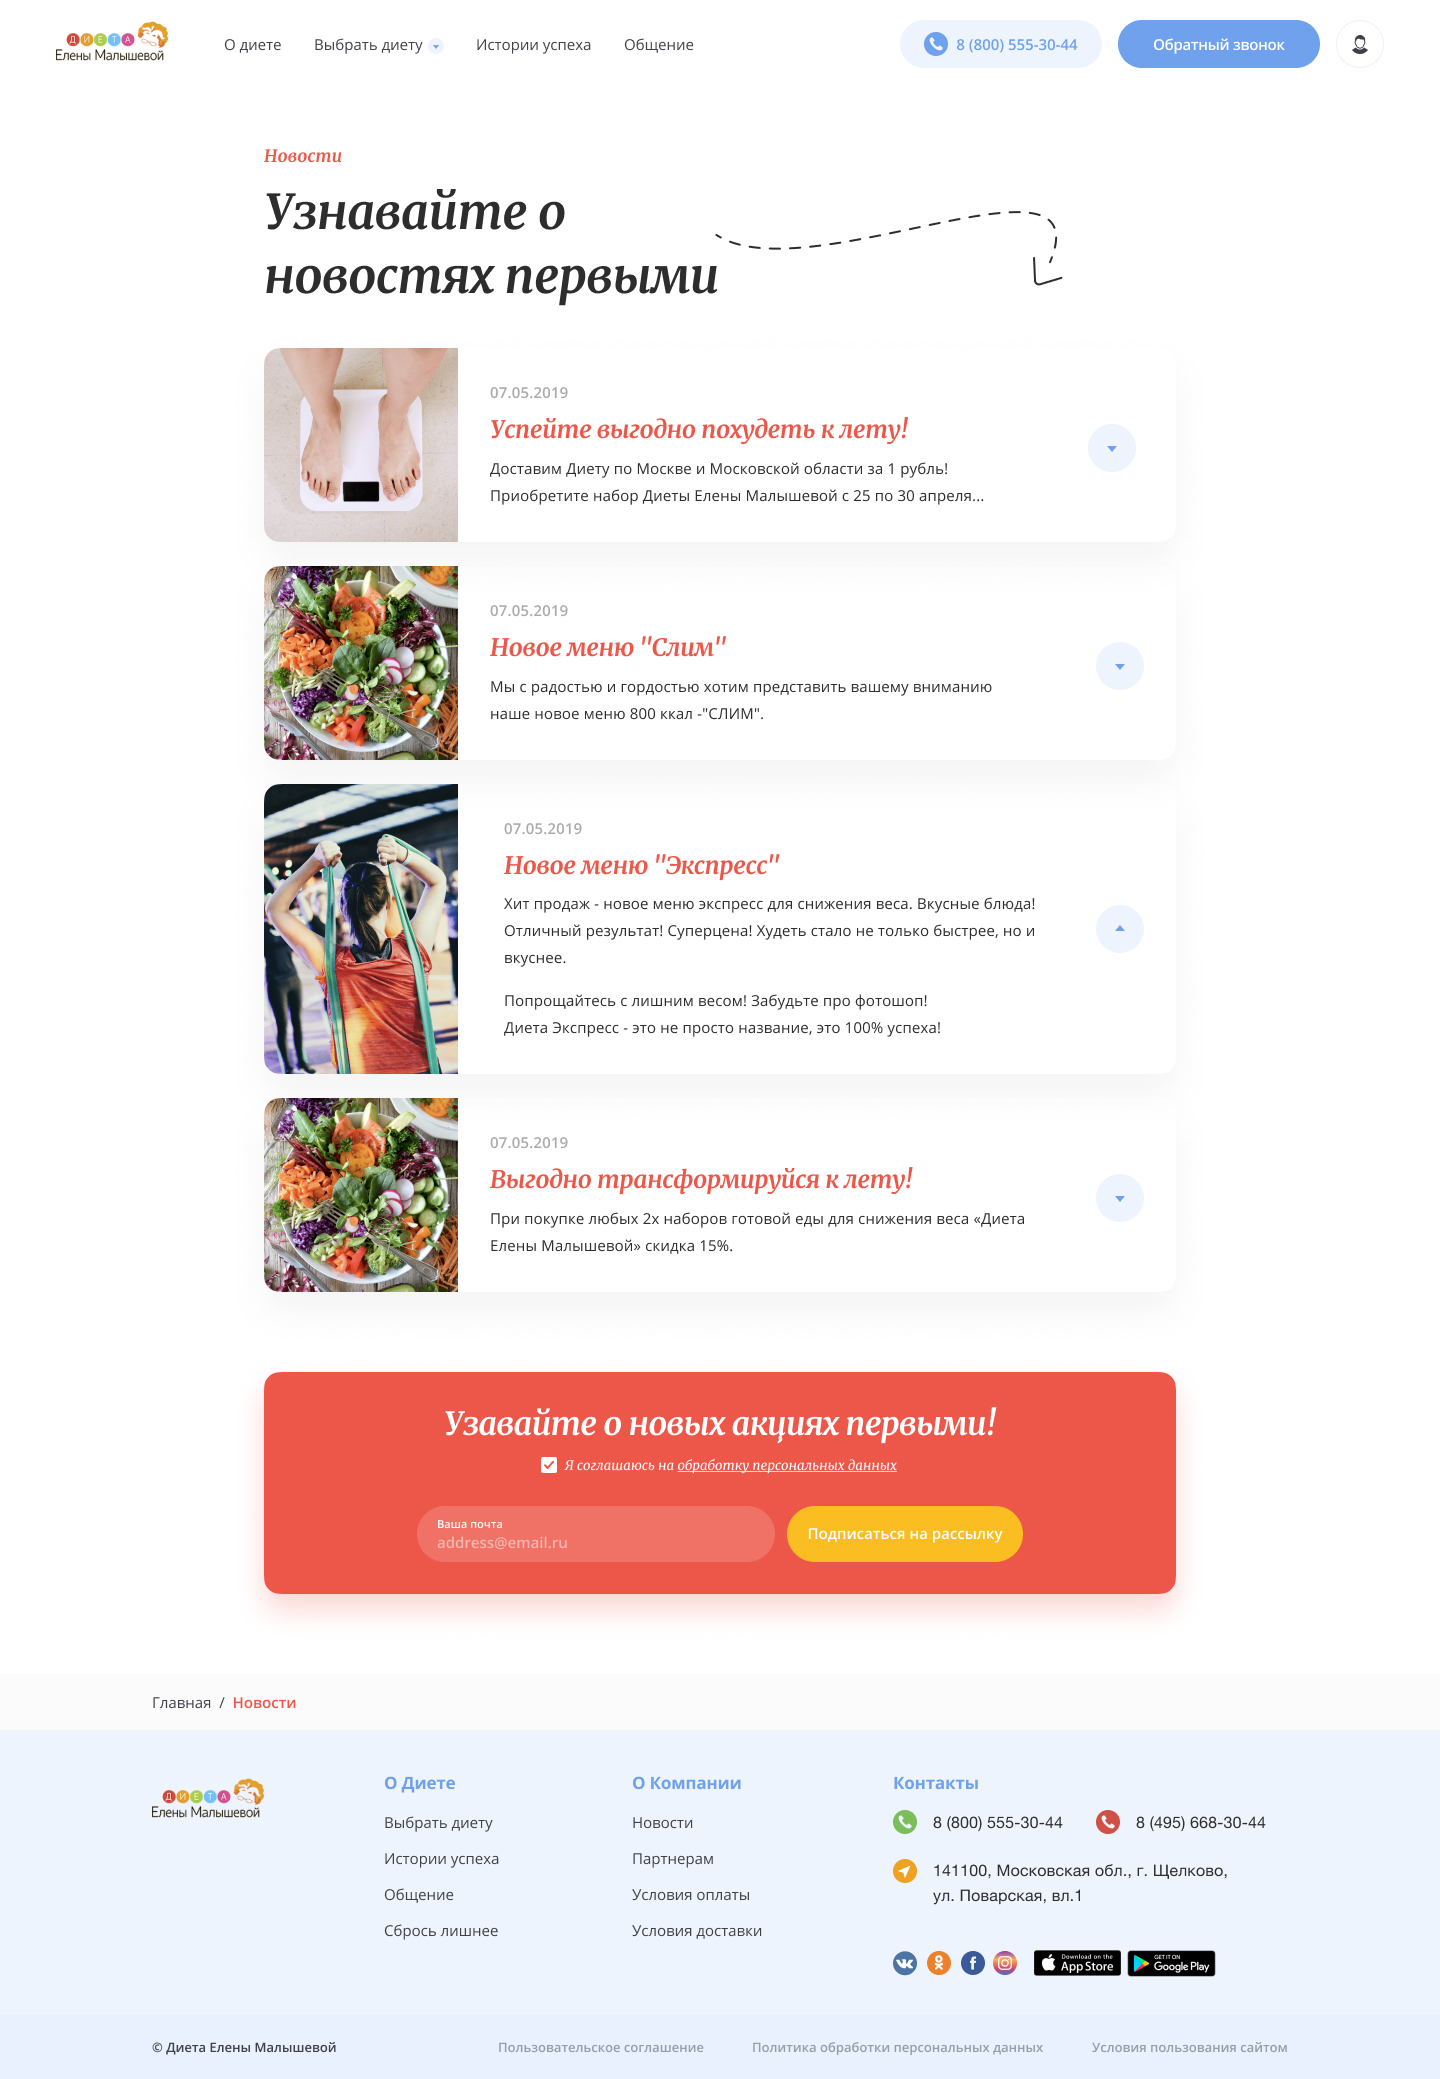 ДИЕТА
Елены Малышевой
О диете
Выбрать диету
Истории успеха
Общение
8 (800) 555-30-44
Обратный звонок
Новости
Узнавайте о
новостях первыми
07.05.2019
Успейте выгодно похудеть к лету!
Доставим Диету по Москве и Московской области за 1 рубль!
Приобретите набор Диеты Елены Малышевой с 25 по 30 апреля...
07.05.2019
Новое меню "Слим"
Мы с радостью и гордостью хотим представить вашему вниманию
наше новое меню 800 ккал -"СЛИМ".
07.05.2019
Новое меню "Экспресс"
Хит продаж - новое меню экспресс для снижения веса. Вкусные блюда!
Отличный результат! Суперцена! Худеть стало не только быстрее, но и
вкуснее.
Попрощайтесь с лишним весом! Забудьте про фотошоп!
Диета Экспресс - это не просто название, это 100% успеха!
07.05.2019
Выгодно трансформируйся к лету!
При покупке любых 2х наборов готовой еды для снижения веса «Диета
Елены Малышевой» скидка 15%.
Узавайте о новых акциях первыми!
Я соглашаюсь на обработку персональных данных
Ваша почта
address@email.ru
Подписаться на рассылку
Главная / Новости
ДИЕТА
Елены Малышевой
О Диете
Выбрать диету
Истории успеха
Общение
Сбрось лишнее
О Компании
Новости
Партнерам
Условия оплаты
Условия доставки
Контакты
8 (800) 555-30-44
8 (495) 668-30-44
141100, Московская обл., г. Щелково,
ул. Поварская, вл.1
Download on the
App Store
GET IT ON
Google Play
© Диета Елены Малышевой
Пользовательское соглашение
Политика обработки персональных данных
Условия пользования сайтом